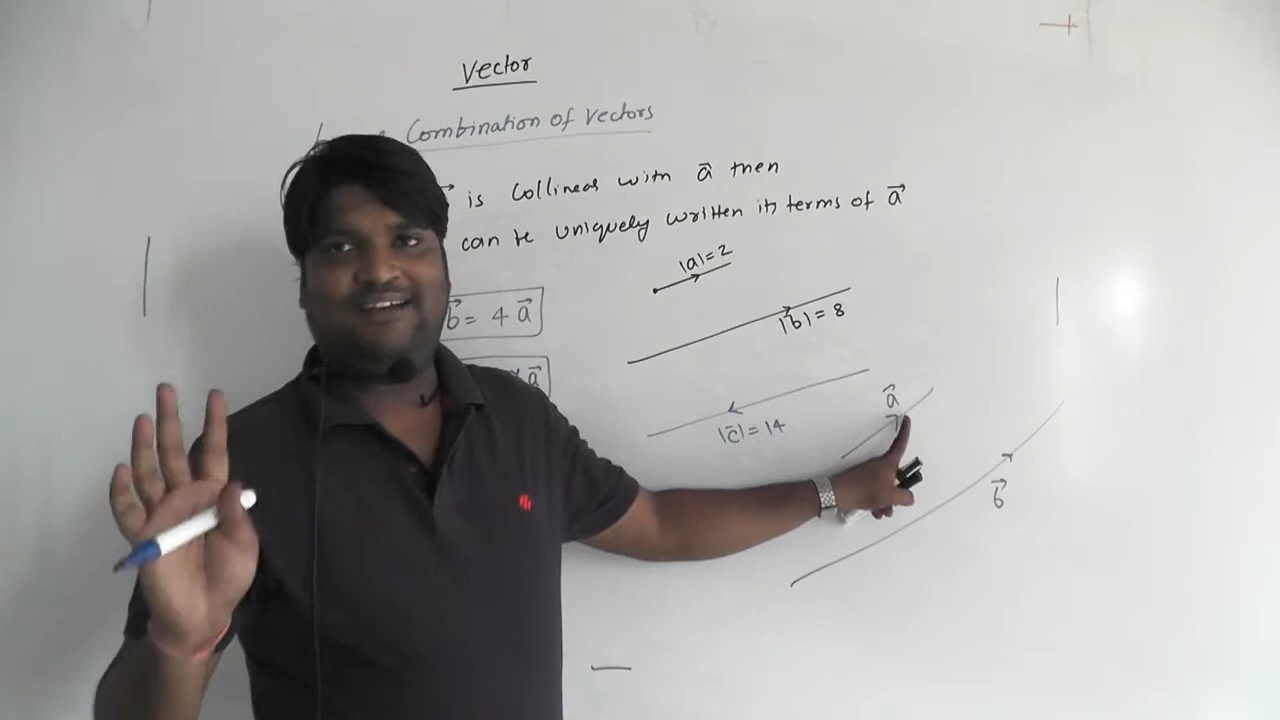 Vector
Combination of Vectors
is Collinear with a⃗ then
can be uniquely written in terms of a⃗
|a|=2
b⃗ = 4 a⃗
|b⃗| = 8
a⃗
|c⃗| = 14
a⃗
b⃗